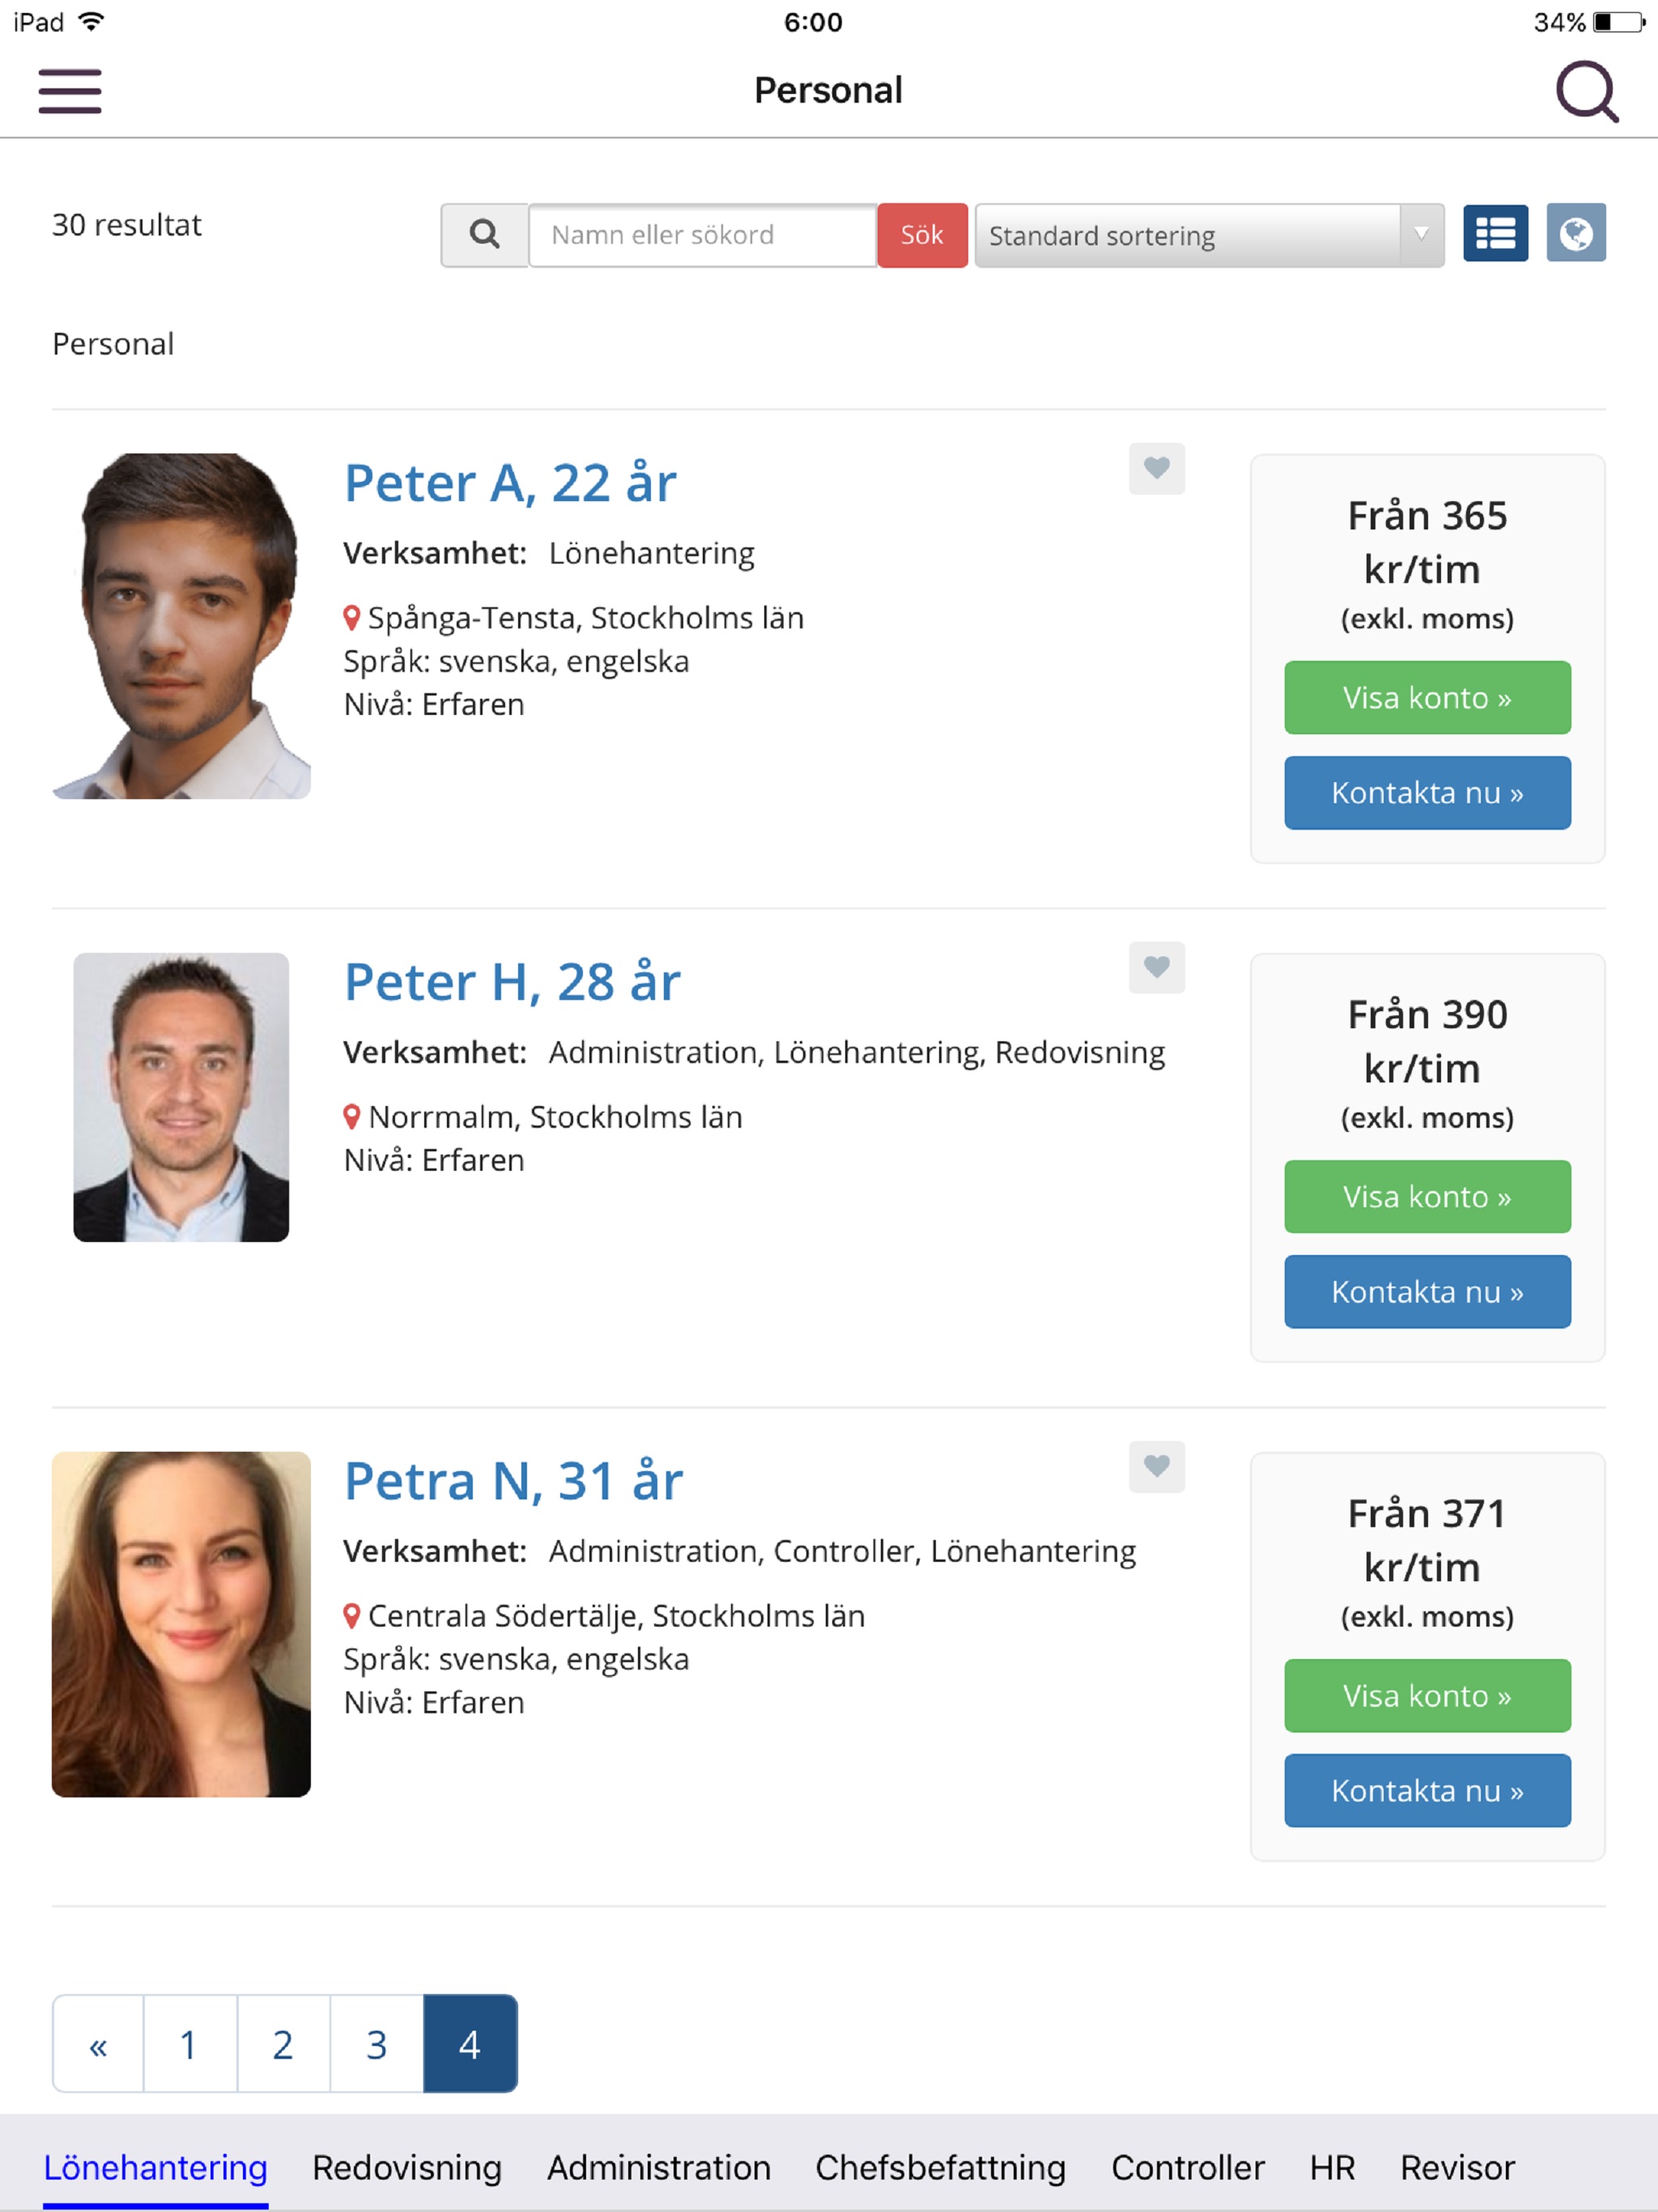 iPad 6:00 34%
Personal
30 resultat Namn eller sökord Sök Standard sortering
Personal
Peter A, 22 år
Verksamhet: Lönehantering
Spånga-Tensta, Stockholms län
Språk: svenska, engelska
Nivå: Erfaren
Från 365
kr/tim
(exkl. moms)
Visa konto »
Kontakta nu »
Peter H, 28 år
Verksamhet: Administration, Lönehantering, Redovisning
Norrmalm, Stockholms län
Nivå: Erfaren
Från 390
kr/tim
(exkl. moms)
Visa konto »
Kontakta nu »
Petra N, 31 år
Verksamhet: Administration, Controller, Lönehantering
Centrala Södertälje, Stockholms län
Språk: svenska, engelska
Nivå: Erfaren
Från 371
kr/tim
(exkl. moms)
Visa konto »
Kontakta nu »
« 1 2 3 4
Lönehantering Redovisning Administration Chefsbefattning Controller HR Revisor